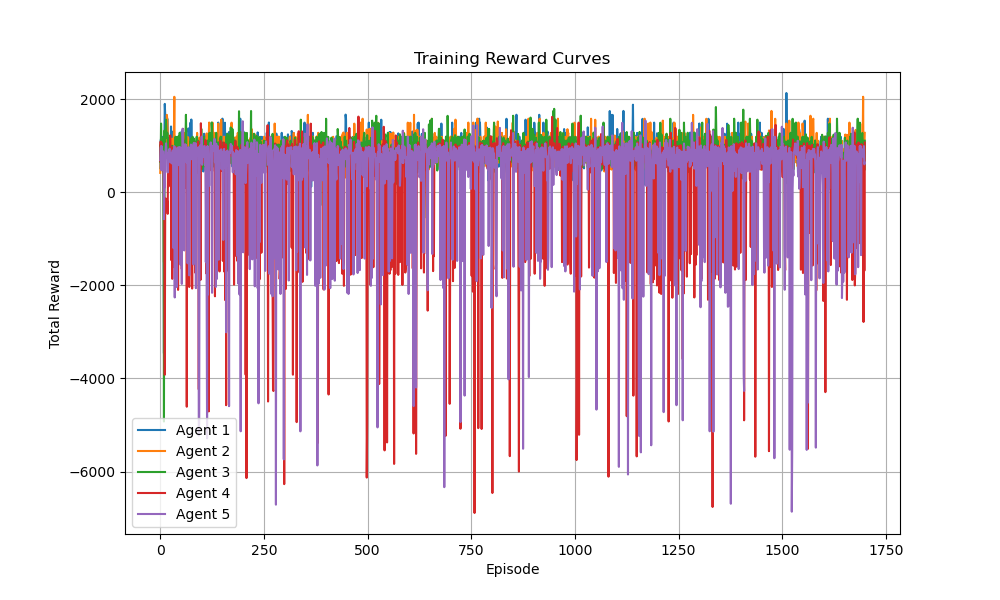 Training Reward Curves
Total Reward
2000
0
−2000
−4000
−6000
Agent 1
Agent 2
Agent 3
Agent 4
Agent 5
0 250 500 750 1000 1250 1500 1750
Episode